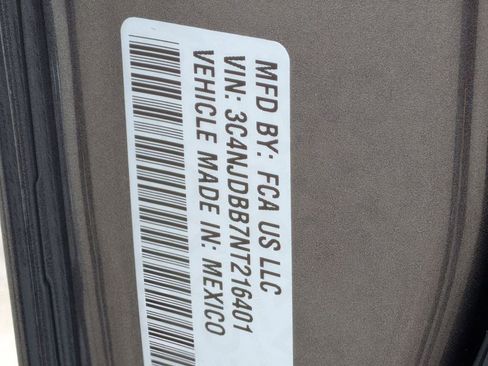 MFD BY: FCA US LLC
VIN: 3C4NJDBB7NT216401
VEHICLE MADE IN: MEXICO